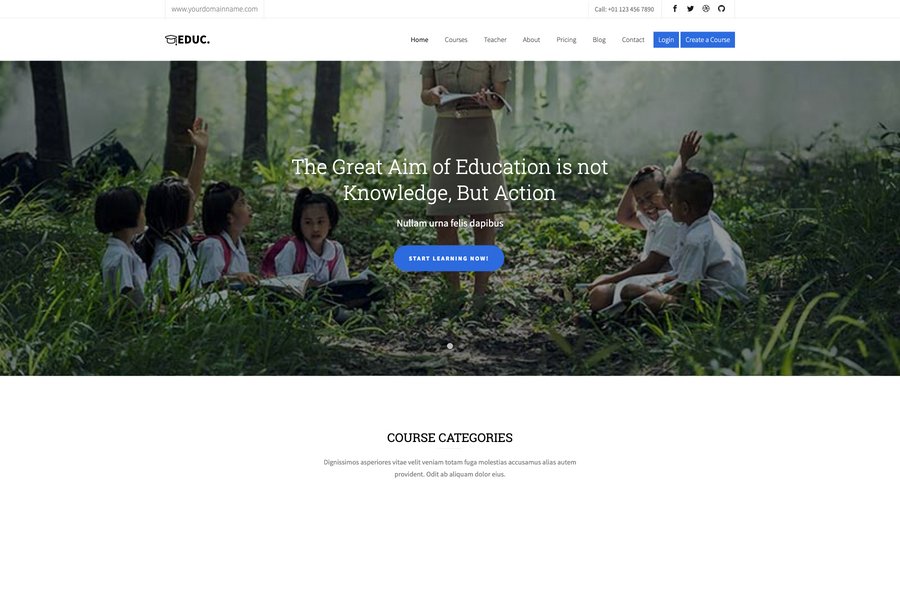 www.yourdomainname.com
Call: +01 123 456 7890
EDUC.
Home Courses Teacher About Pricing Blog Contact Login Create a Course
The Great Aim of Education is not
Knowledge, But Action
Nullam urna felis dapibus
START LEARNING NOW!
COURSE CATEGORIES
Dignissimos asperiores vitae velit veniam totam fuga molestias accusamus alias autem
provident. Odit ab aliquam dolor eius.